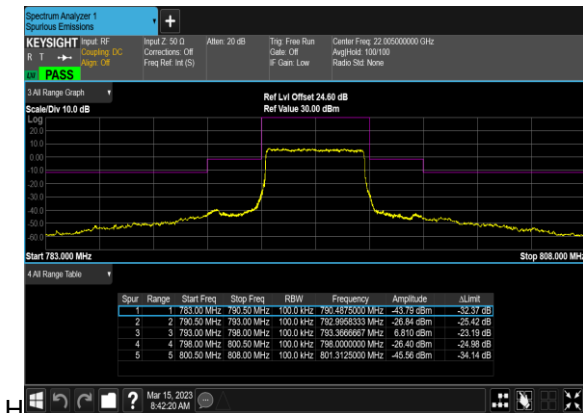 Spectrum Analyzer 1
Spurious Emissions
KEYSIGHT Input: RF
R T
Coupling: DC
Align: Off
PASS
Input Z: 50 Ω
Corrections: Off
Freq Ref: Int (S)
Atten: 20 dB
Trig: Free Run
Gate: Off
IF Gain: Low
Center Freq: 22.005000000 GHz
Avg|Hold: 100/100
Radio Std: None
3 All Range Graph
Scale/Div 10.0 dB
Ref Lvl Offset 24.60 dB
Ref Value 30.00 dBm
Log
20.0
10.0
0.00
-10.0
-20.0
-30.0
-40.0
-50.0
-60.0
Start 783.000 MHz
Stop 808.000 MHz
4 All Range Table
Spur Range Start Freq Stop Freq RBW Frequency Amplitude ΔLimit
1 1 783.00 MHz 790.50 MHz 100.0 kHz 790.4875000 MHz -43.79 dBm -32.37 dB
2 2 790.50 MHz 793.00 MHz 100.0 kHz 792.9958333 MHz -26.84 dBm -25.42 dB
3 3 793.00 MHz 798.00 MHz 100.0 kHz 793.3666667 MHz 6.810 dBm -23.19 dB
4 4 798.00 MHz 800.50 MHz 100.0 kHz 798.0000000 MHz -26.40 dBm -24.98 dB
5 5 800.50 MHz 808.00 MHz 100.0 kHz 801.3125000 MHz -45.56 dBm -34.14 dB
H
?
Mar 15, 2023
8:42:20 AM